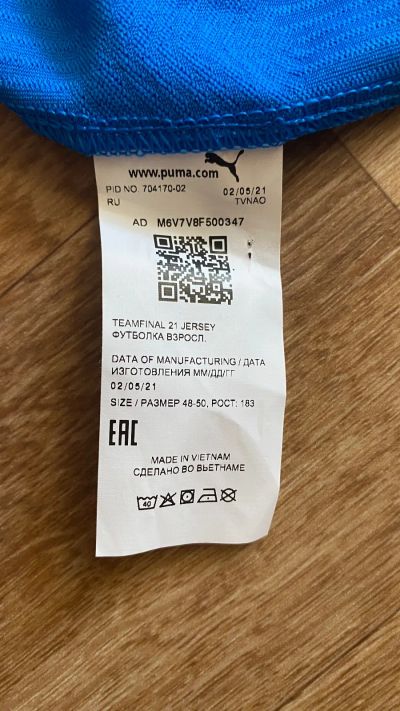 www.puma.com
PID NO. 704170-02 02/05/21
RU TVNAO
AD M6V7V8F500347
TEAMFINAL 21 JERSEY
ФУТБОЛКА ВЗРОСЛ.
DATA OF MANUFACTURING / ДАТА
ИЗГОТОВЛЕНИЯ ММ/ДД/ГГ
02/05/21
SIZE / РАЗМЕР 48-50, РОСТ: 183
EAC
MADE IN VIETNAM
СДЕЛАНО ВО ВЬЕТНАМЕ
40